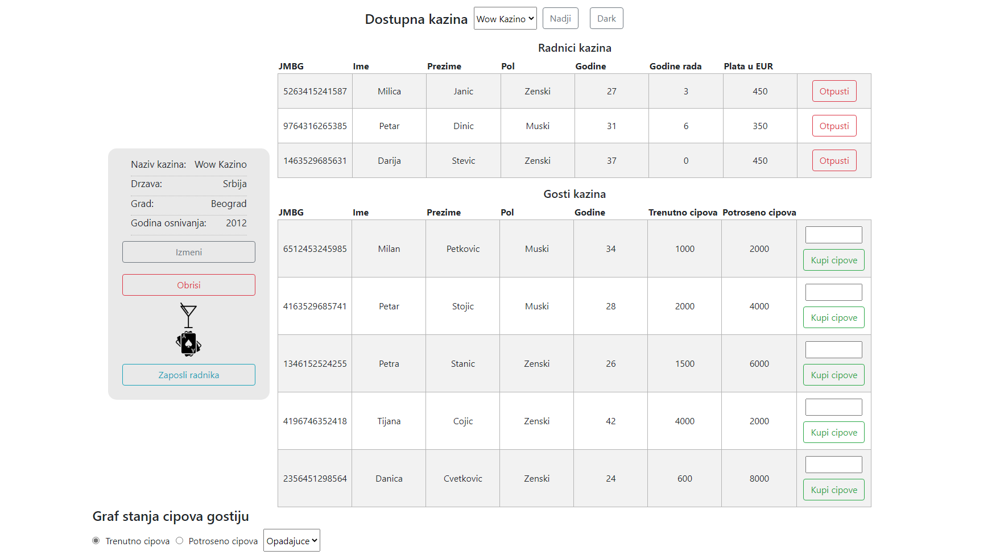 Dostupna kazina Wow Kazino Nadji Dark
Radnici kazina
JMBG Ime Prezime Pol Godine Godine rada Plata u EUR
5263415241587 Milica Janic Zenski 27 3 450 Otpusti
9764316265385 Petar Dinic Muski 31 6 350 Otpusti
1463529685631 Darija Stevic Zenski 37 0 450 Otpusti
Naziv kazina: Wow Kazino
Drzava: Srbija
Grad: Beograd
Godina osnivanja: 2012
Izmeni
Obrisi
A
A
Zaposli radnika
Gosti kazina
JMBG Ime Prezime Pol Godine Trenutno cipova Potroseno cipova
6512453245985 Milan Petkovic Muski 34 1000 2000 Kupi cipove
4163529685741 Petar Stojic Muski 28 2000 4000 Kupi cipove
1346152524255 Petra Stanic Zenski 26 1500 6000 Kupi cipove
4196746352418 Tijana Cojic Zenski 42 4000 2000 Kupi cipove
2356451298564 Danica Cvetkovic Zenski 24 600 8000 Kupi cipove
Graf stanja cipova gostiju
Trenutno cipova Potroseno cipova Opadajuce